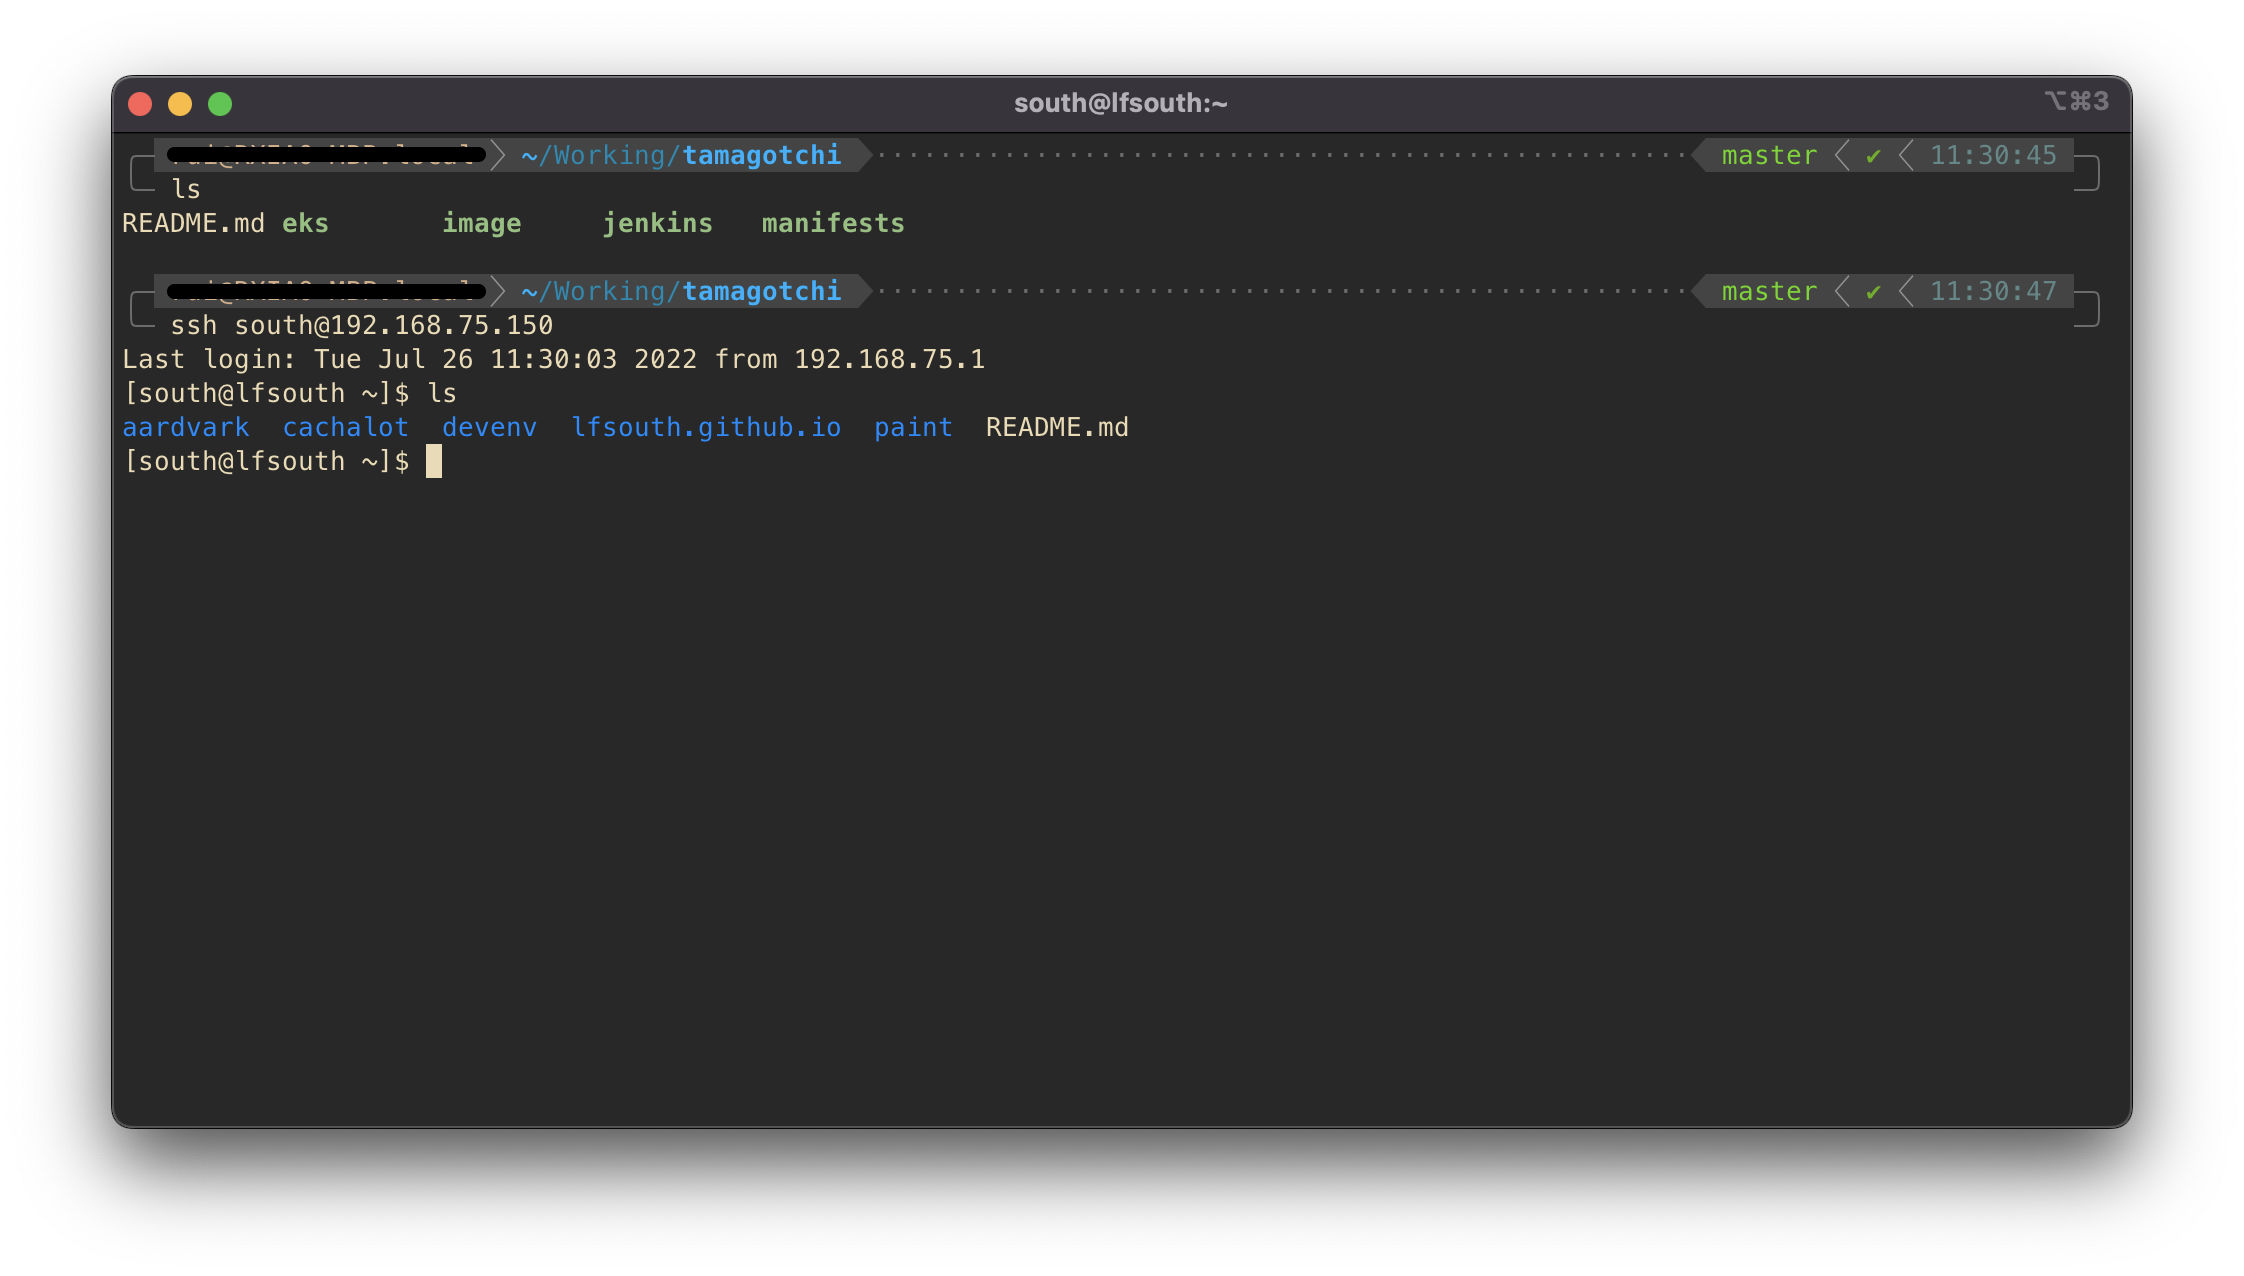 south@lfsouth:~
⌥⌘3
~/Working/tamagotchi master ✔ 11:30:45
ls
README.md eks image jenkins manifests
~/Working/tamagotchi master ✔ 11:30:47
ssh south@192.168.75.150
Last login: Tue Jul 26 11:30:03 2022 from 192.168.75.1
[south@lfsouth ~]$ ls
aardvark cachalot devenv lfsouth.github.io paint README.md
[south@lfsouth ~]$